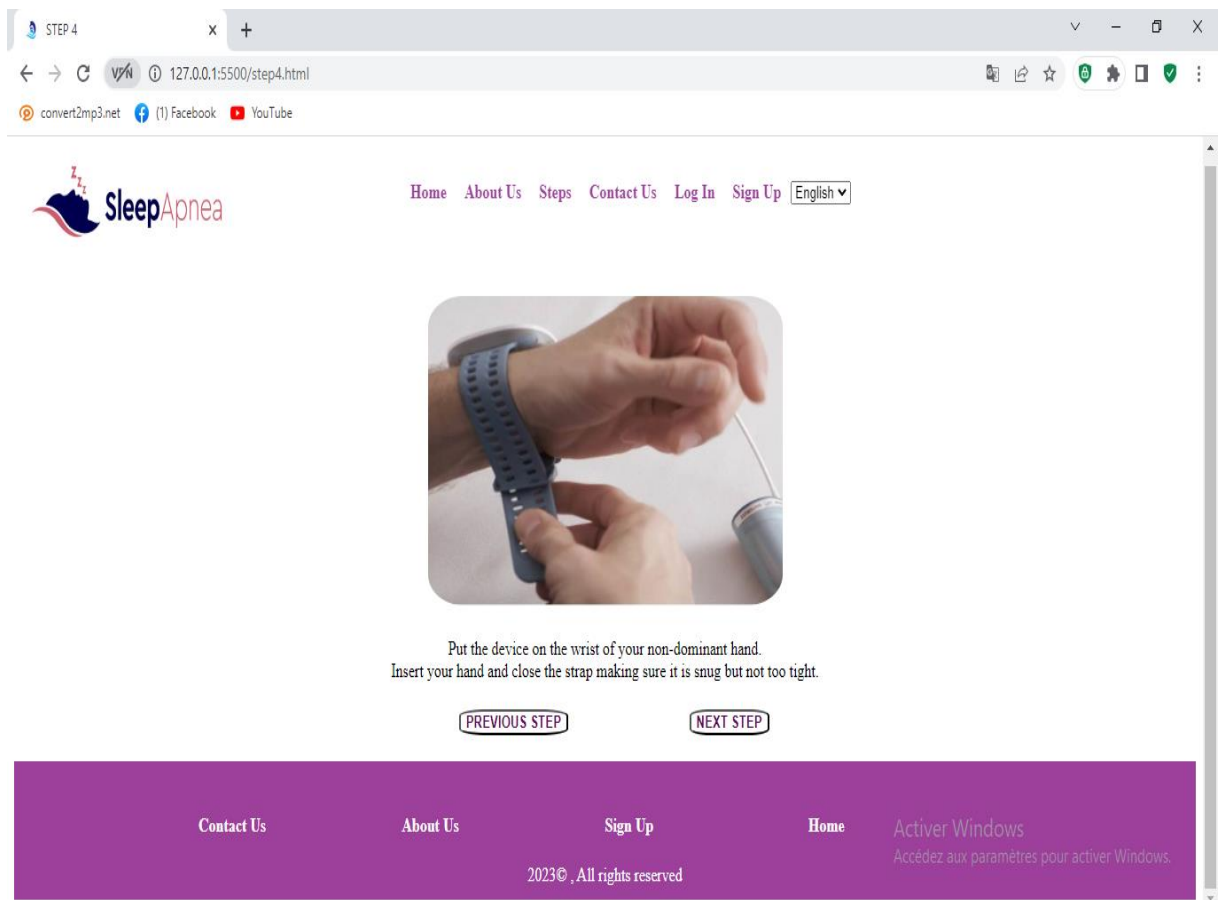 STEP 4
VPN 127.0.0.1:5500/step4.html
convert2mp3.net (1) Facebook YouTube
z z z
SleepApnea
Home About Us Steps Contact Us Log In Sign Up English
Put the device on the wrist of your non-dominant hand.
Insert your hand and close the strap making sure it is snug but not too tight.
PREVIOUS STEP NEXT STEP
Contact Us About Us Sign Up Home
Activer Windows
Accédez aux paramètres pour activer Windows.
2023© , All rights reserved